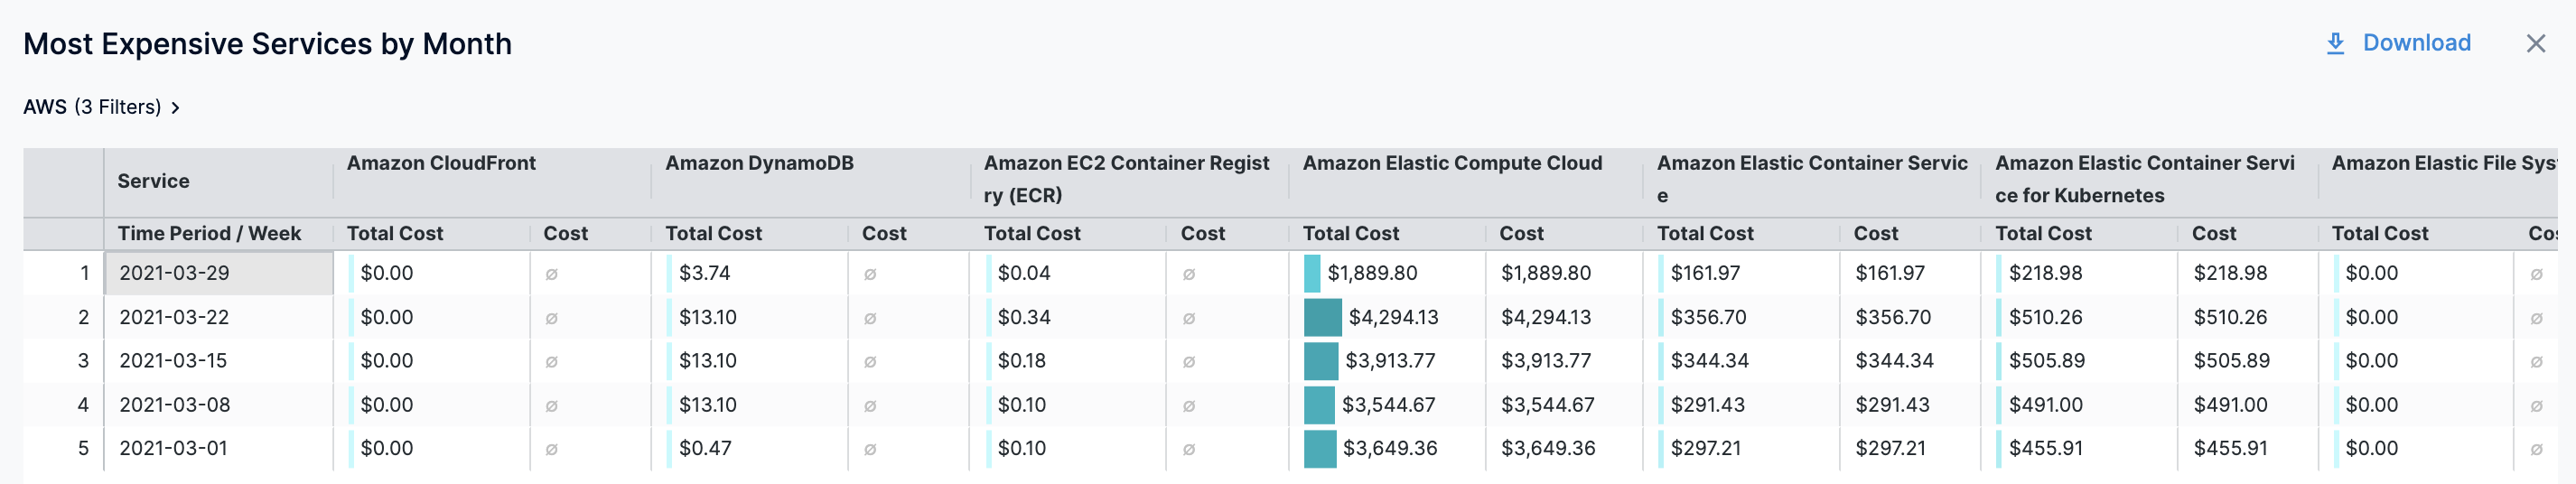 Most Expensive Services by Month
Download
AWS (3 Filters)
Service Amazon CloudFront Amazon DynamoDB Amazon EC2 Container Regist Amazon Elastic Compute Cloud Amazon Elastic Container Servic Amazon Elastic Container Servi Amazon Elastic File Sys
ry (ECR) e ce for Kubernetes
Time Period / Week Total Cost Cost Total Cost Cost Total Cost Cost Total Cost Cost Total Cost Cost Total Cost Cost Total Cost Cos
1 2021-03-29 $0.00 ∅ $3.74 ∅ $0.04 ∅ $1,889.80 $1,889.80 $161.97 $161.97 $218.98 $218.98 $0.00 ∅
2 2021-03-22 $0.00 ∅ $13.10 ∅ $0.34 ∅ $4,294.13 $4,294.13 $356.70 $356.70 $510.26 $510.26 $0.00 ∅
3 2021-03-15 $0.00 ∅ $13.10 ∅ $0.18 ∅ $3,913.77 $3,913.77 $344.34 $344.34 $505.89 $505.89 $0.00 ∅
4 2021-03-08 $0.00 ∅ $13.10 ∅ $0.10 ∅ $3,544.67 $3,544.67 $291.43 $291.43 $491.00 $491.00 $0.00 ∅
5 2021-03-01 $0.00 ∅ $0.47 ∅ $0.10 ∅ $3,649.36 $3,649.36 $297.21 $297.21 $455.91 $455.91 $0.00 ∅